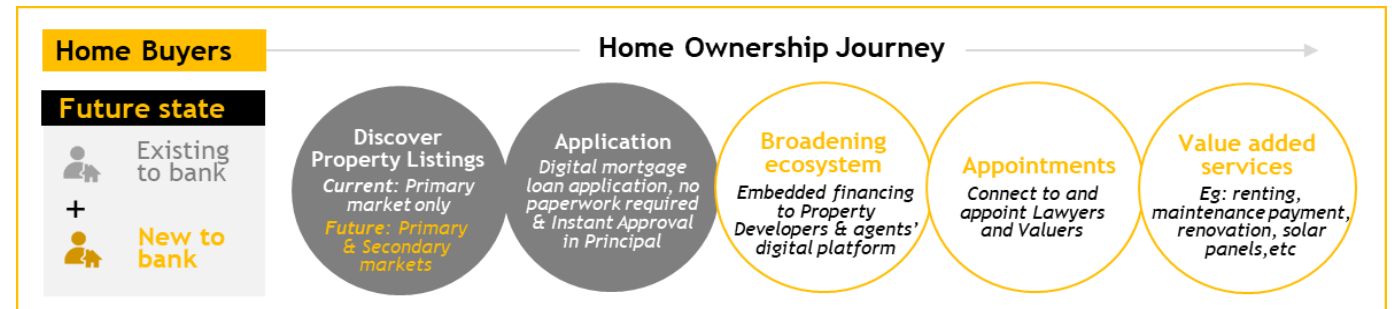 Home Buyers
Home Ownership Journey
Future state
Existing
to bank
+
New to
bank
Discover
Property Listings
Current: Primary
market only
Future: Primary
& Secondary
markets
Application
Digital mortgage
loan application, no
paperwork required
& Instant Approval
in Principal
Broadening
ecosystem
Embedded financing
to Property
Developers & agents’
digital platform
Appointments
Connect to and
appoint Lawyers
and Valuers
Value added
services
Eg: renting,
maintenance payment,
renovation, solar
panels,etc